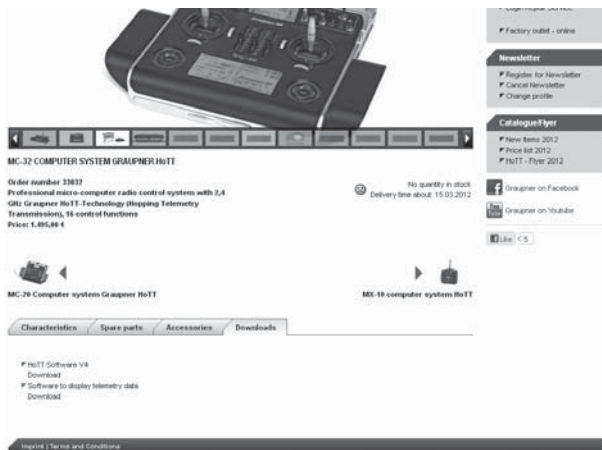 Factory outlet - online
Newsletter
Register for Newsletter
Cancel Newsletter
Change profile
Catalogue/Flyer
New Items 2012
Price list 2012
HoTT - Flyer 2012
Graupner on Facebook
You Tube
Graupner on Youtube
Like 5
MC-32 COMPUTER SYSTEM GRAUPNER HoTT
Order number 33032
Professional micro-computer radio control system with 2,4
GHz Graupner HoTT-Technology (Hopping Telemetry
Transmission), 16 control functions
Price: 1.495,00 €
No quantity in stock
Delivery time about: 15.03.2012
MC-20 Computer system Graupner HoTT
MX-10 computer system HoTT
Characteristics
Spare parts
Accessories
Downloads
HoTT Software V4
Download
Software to display telemetry data
Download
Imprint | Terms and Conditions